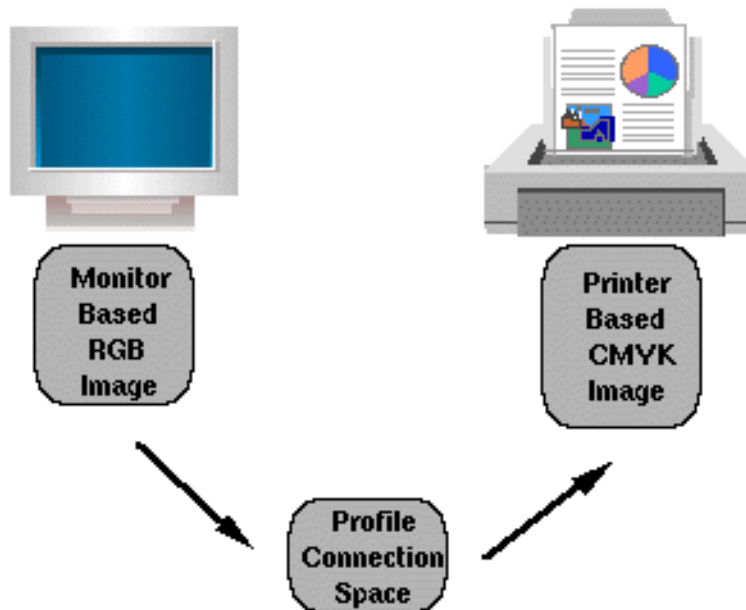 Monitor
Based
RGB
Image
Printer
Based
CMYK
Image
Profile
Connection
Space